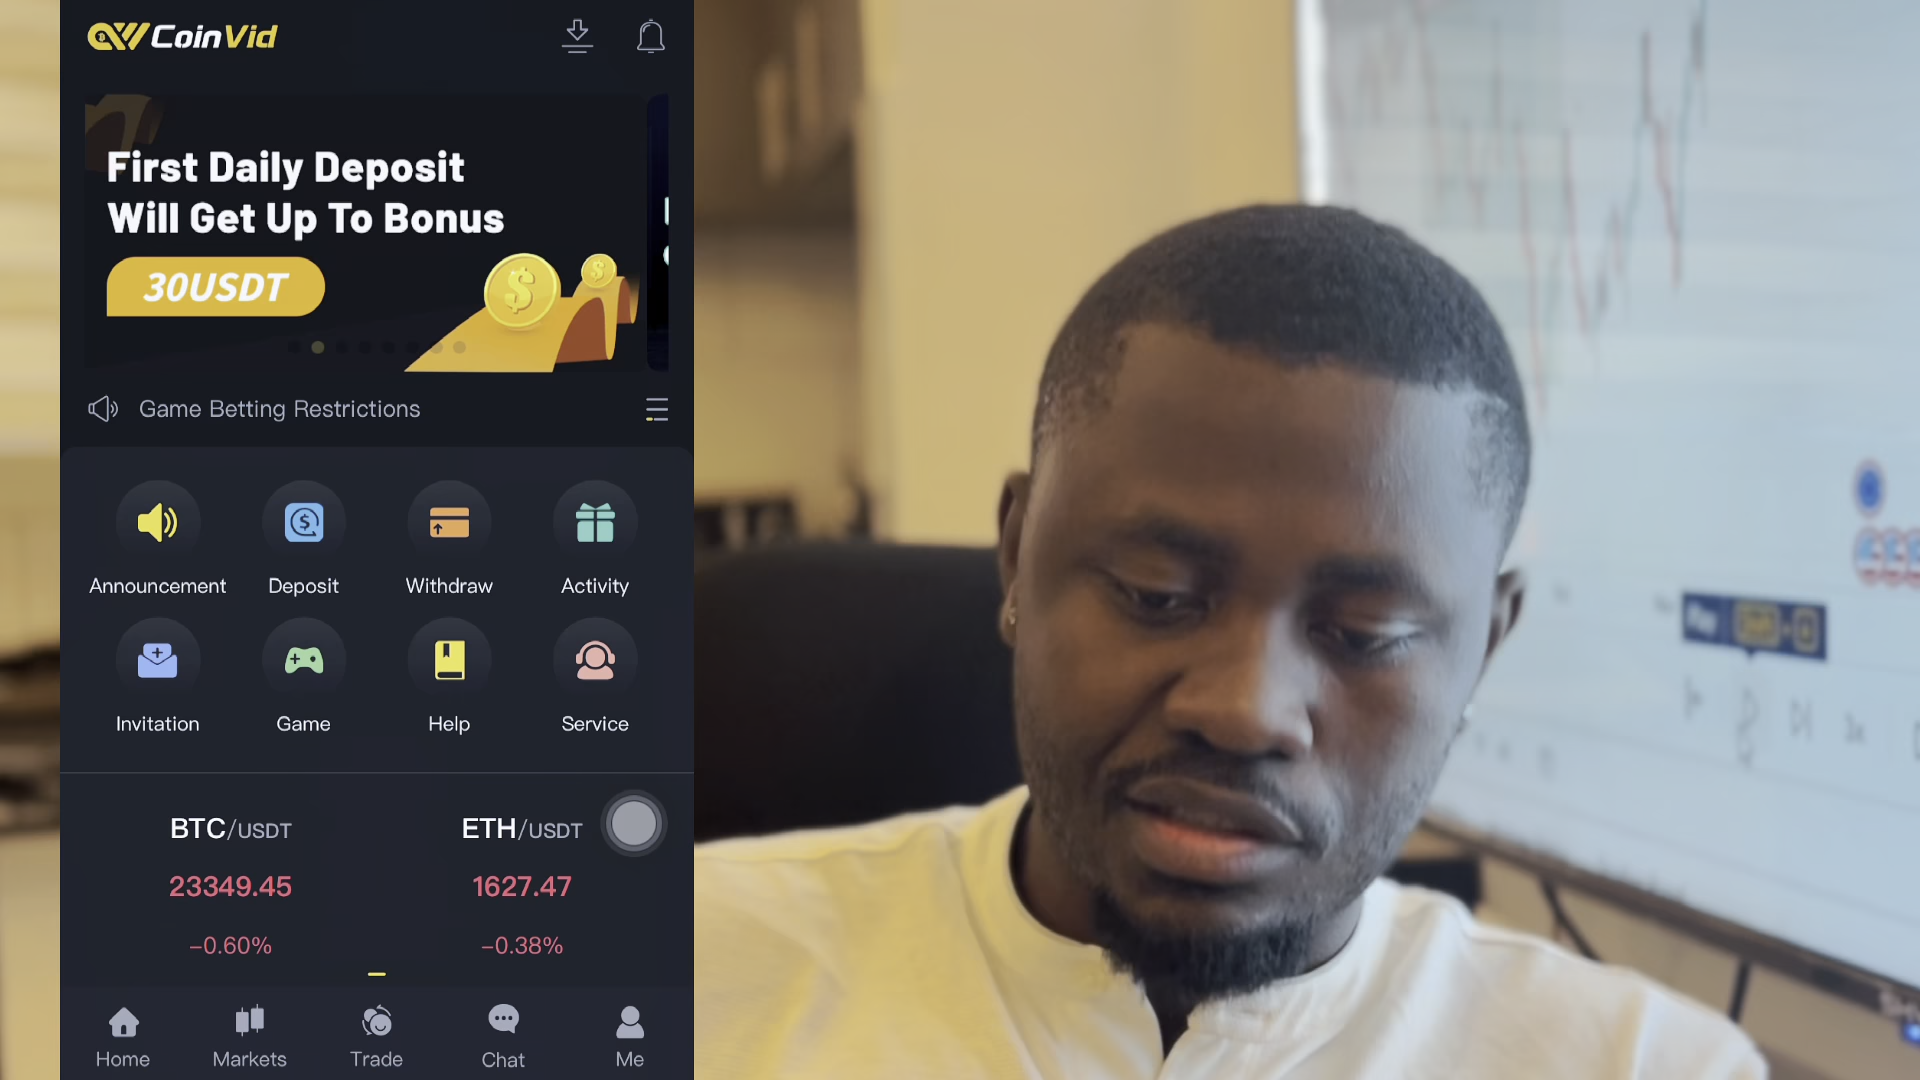 CoinVid
First Daily Deposit
Will Get Up To Bonus
30USDT
Game Betting Restrictions
Announcement
Deposit
Withdraw
Activity
Invitation
Game
Help
Service
BTC/USDT
ETH/USDT
23349.45
1627.47
-0.60%
-0.38%
Home
Markets
Trade
Chat
Me